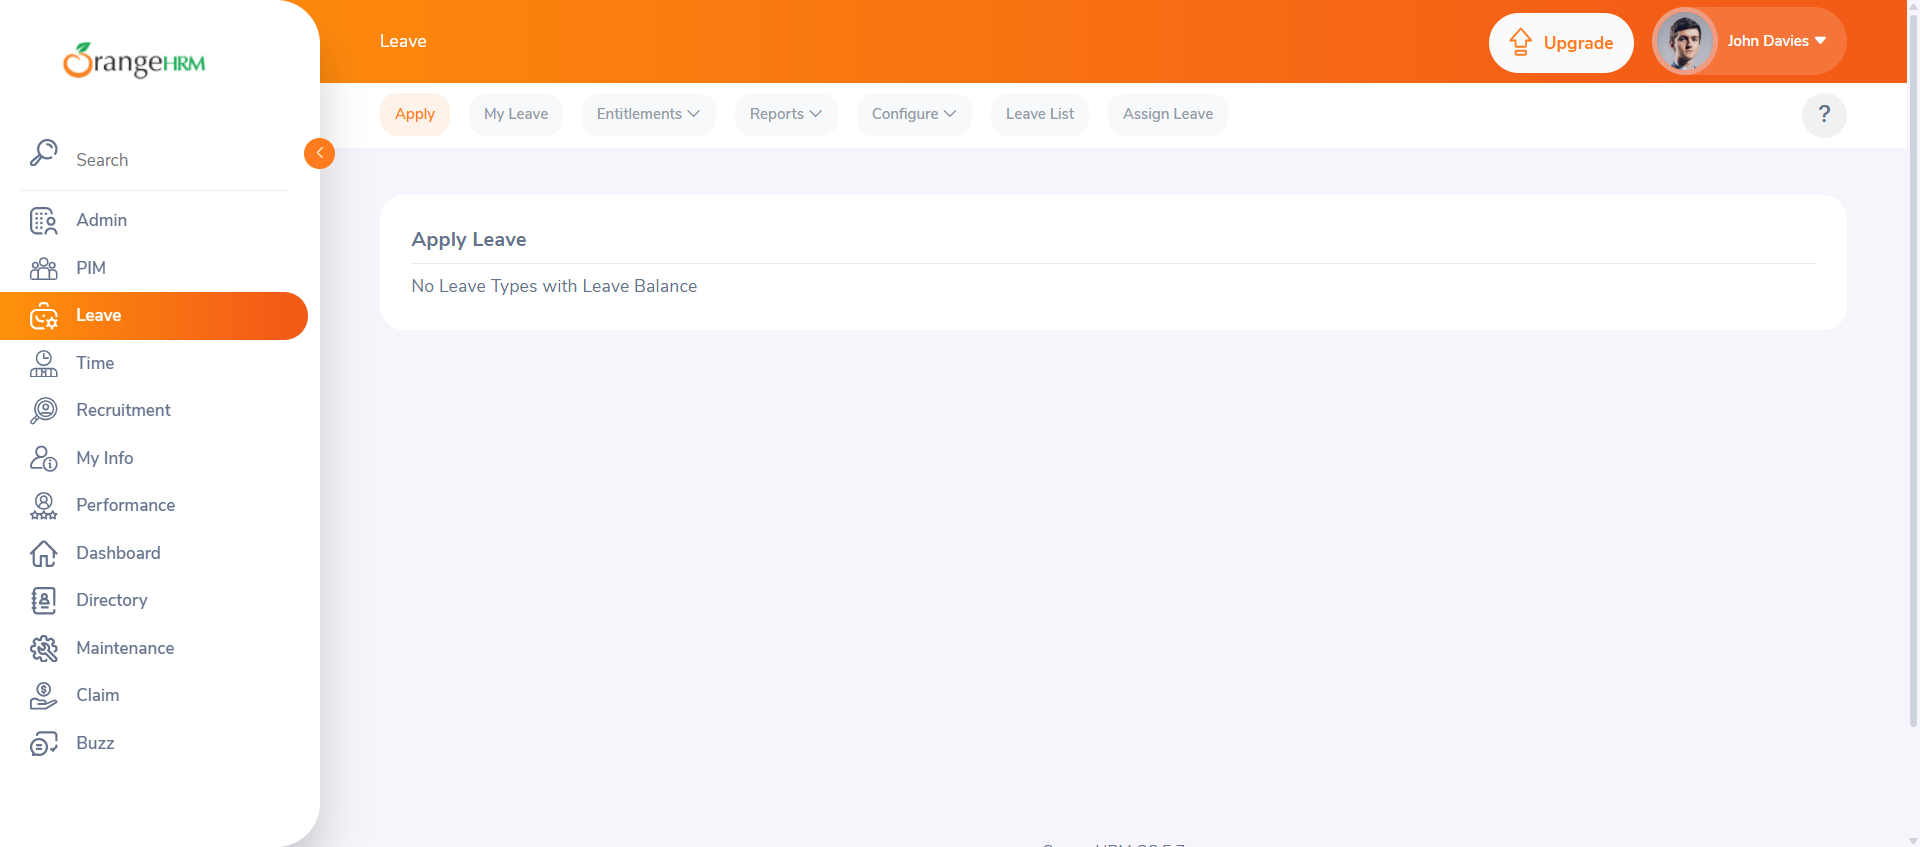 OrangeHRM
Leave
Upgrade
John Davies
Apply
My Leave
Entitlements
Reports
Configure
Leave List
Assign Leave
?
Search
Admin
PIM
Leave
Time
Recruitment
My Info
Performance
Dashboard
Directory
Maintenance
Claim
Buzz
Apply Leave
No Leave Types with Leave Balance